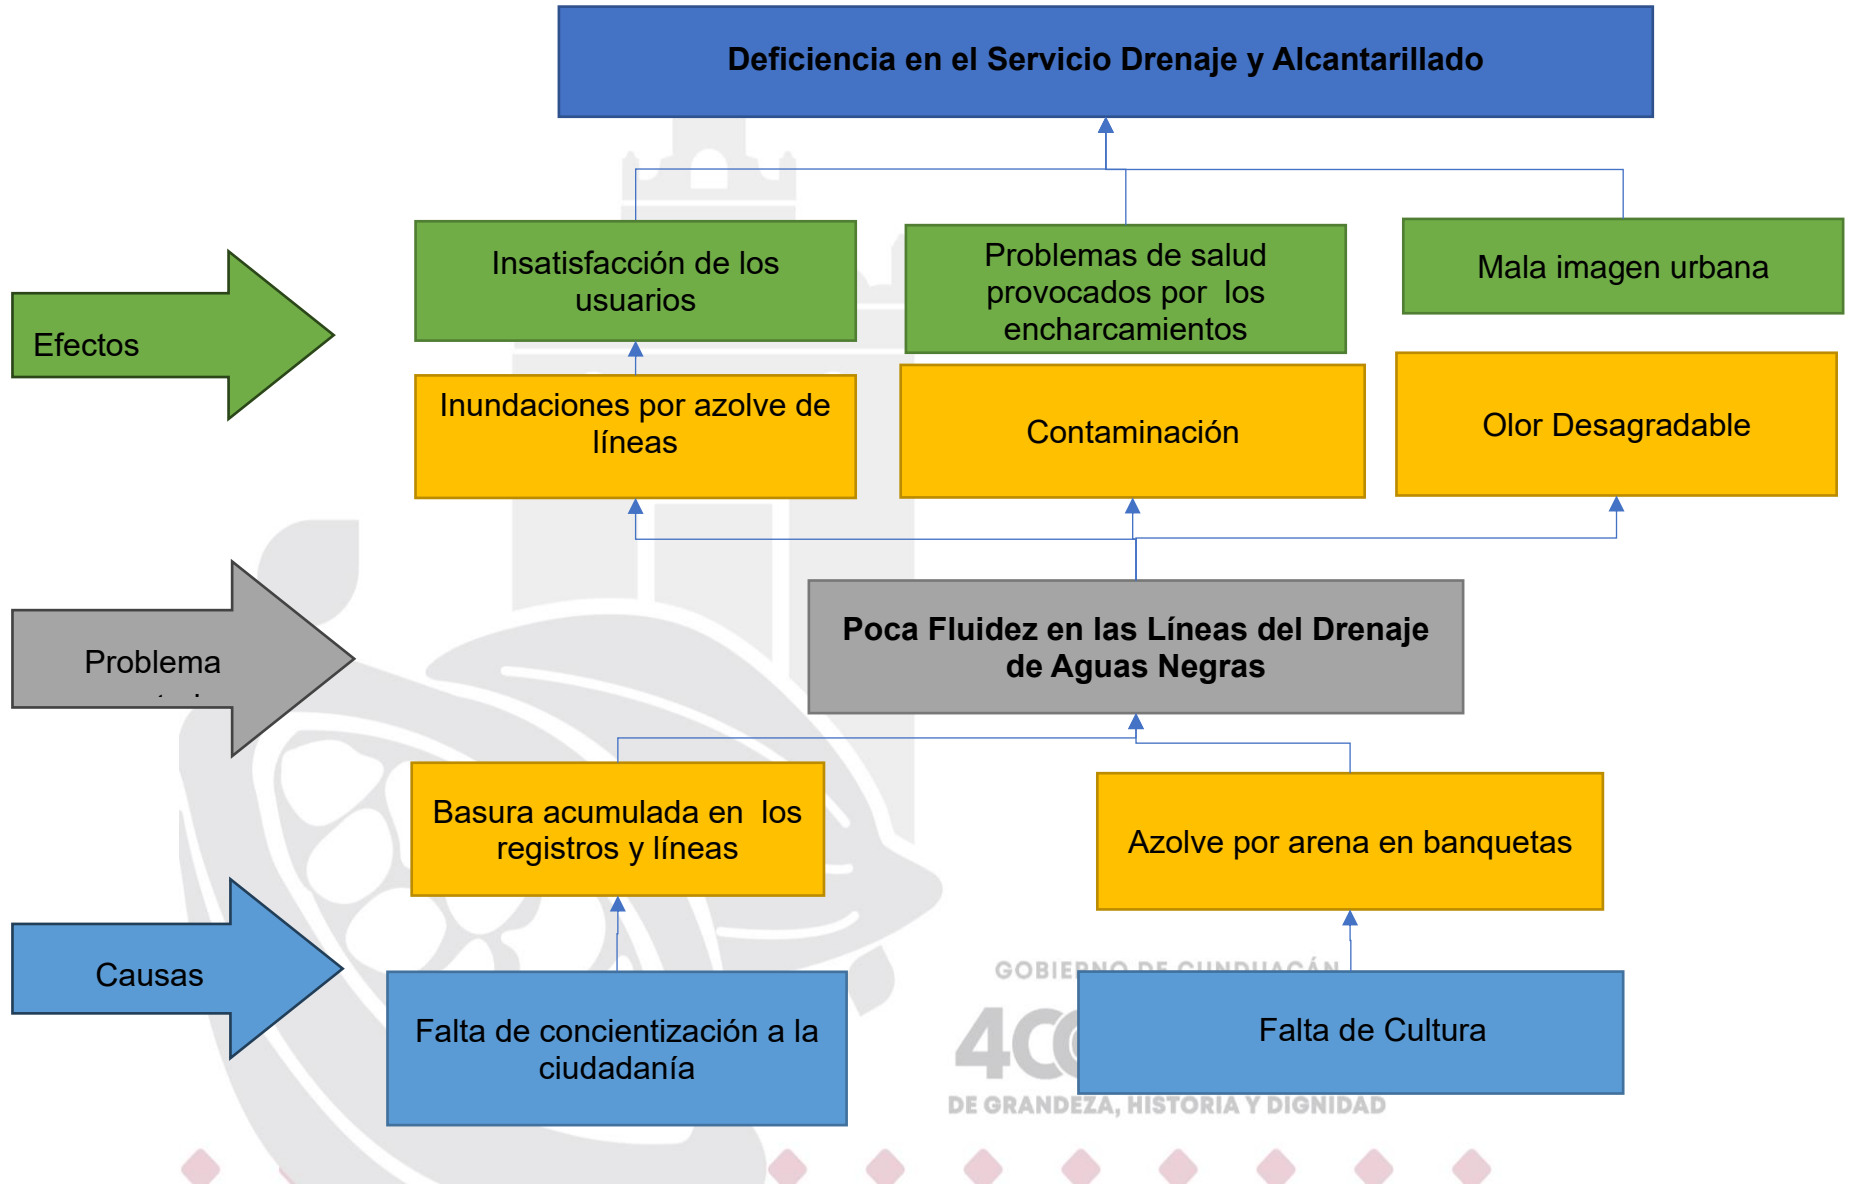 Deficiencia en el Servicio Drenaje y Alcantarillado
Insatisfacción de los
usuarios
Problemas de salud
provocados por los
encharcamientos
Mala imagen urbana
Efectos
Inundaciones por azolve de
líneas
Contaminación
Olor Desagradable
Problema
Poca Fluidez en las Líneas del Drenaje
de Aguas Negras
Basura acumulada en los
registros y líneas
Azolve por arena en banquetas
Causas
Falta de concientización a la
ciudadanía
Falta de Cultura
GOBIERNO DE CUNDUACÁN
DE GRANDEZA, HISTORIA Y DIGNIDAD